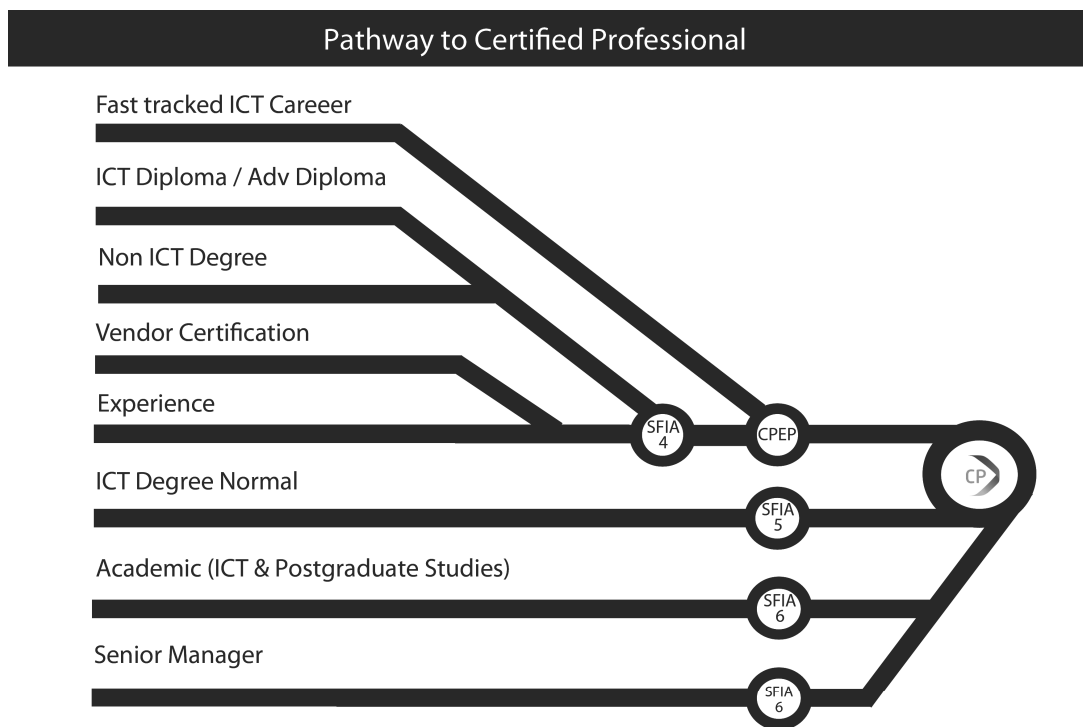 Pathway to Certified Professional
Fast tracked ICT Careeer
ICT Diploma / Adv Diploma
Non ICT Degree
Vendor Certification
Experience
SFIA
4
CPEP
CP
ICT Degree Normal
SFIA
5
Academic (ICT & Postgraduate Studies)
SFIA
6
Senior Manager
SFIA
6